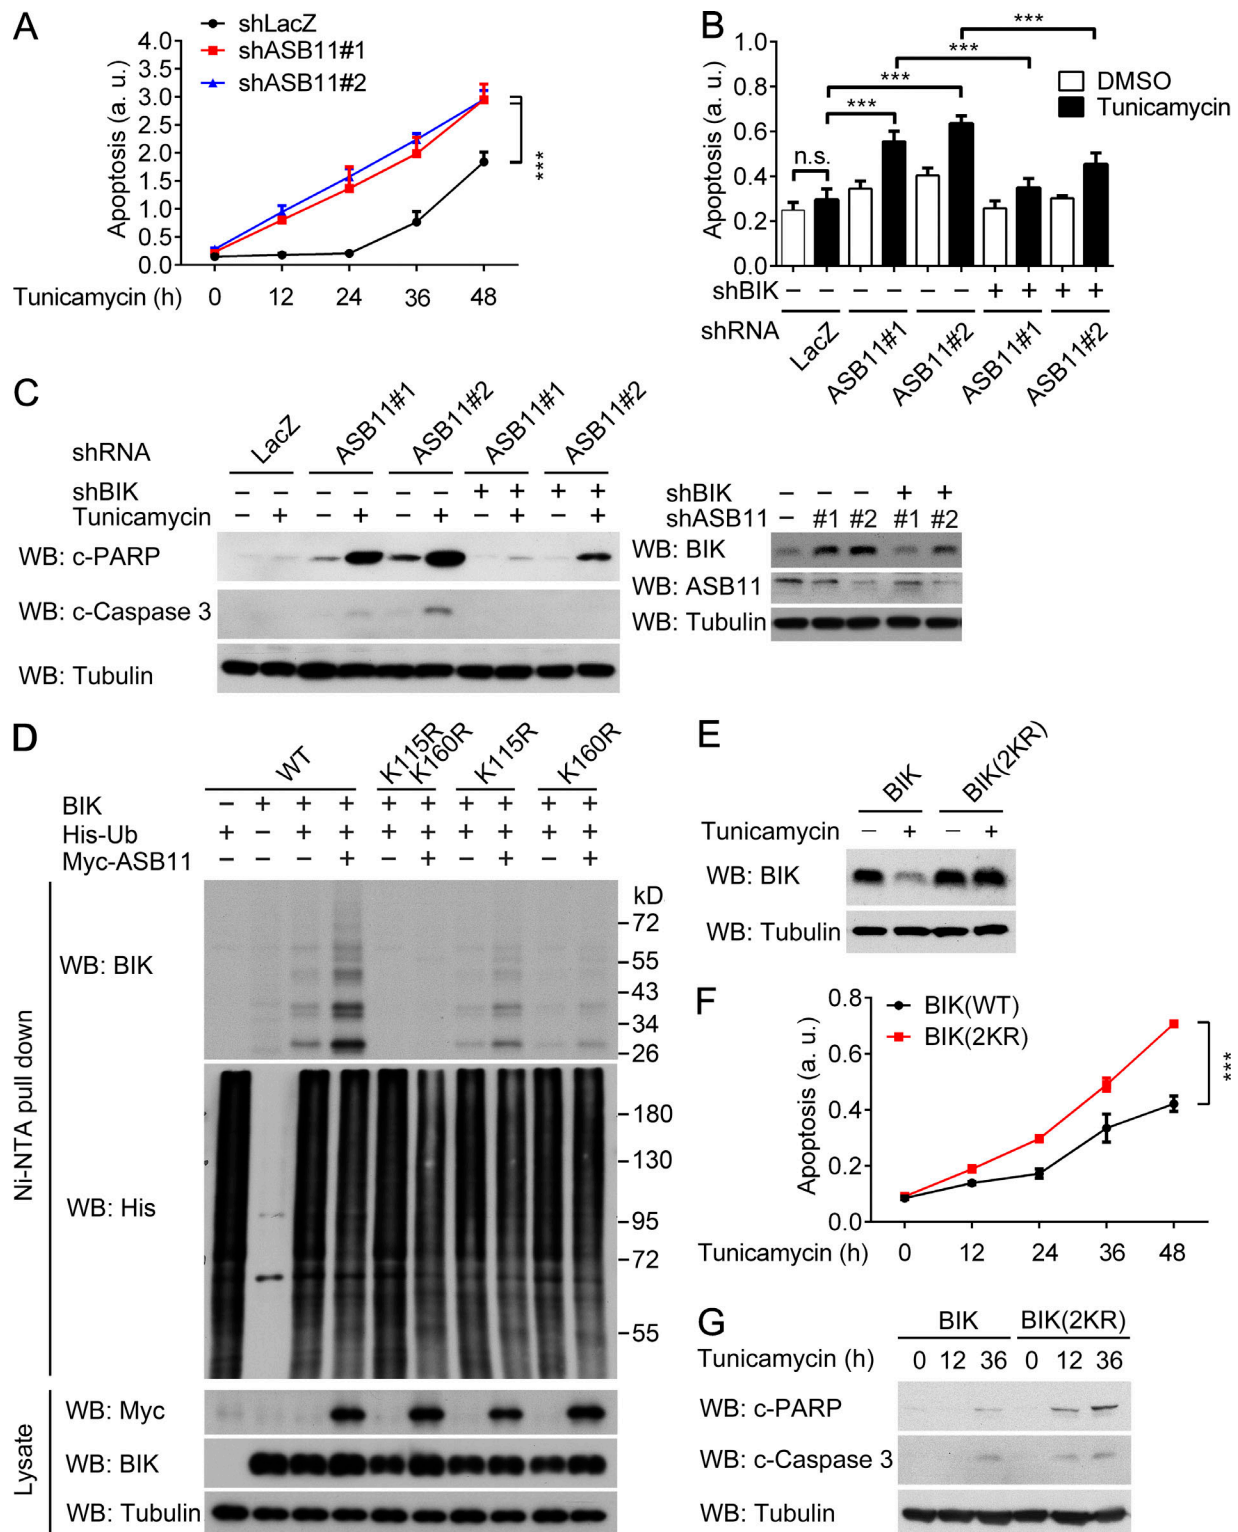 A
shLacZ
shASB11#1
shASB11#2
Apoptosis (a. u.)
4.0
3.5
3.0
2.5
2.0
1.5
1.0
0.5
0.0
***
Tunicamycin (h) 0 12 24 36 48
B
Apoptosis (a. u.)
1.0
0.8
0.6
0.4
0.2
0.0
***
***
***
***
n.s.
DMSO
Tunicamycin
shBIK – – – – – – + + + +
shRNA LacZ ASB11#1 ASB11#2 ASB11#1 ASB11#2
C
shRNA LacZ ASB11#1 ASB11#2 ASB11#1 ASB11#2
shBIK – – – – – – + + + +
Tunicamycin – + – + – + – + – +
WB: c-PARP
WB: c-Caspase 3
WB: Tubulin
shBIK – – – + +
shASB11 – #1 #2 #1 #2
WB: BIK
WB: ASB11
WB: Tubulin
D
WT K115R K160R K115R K160R
BIK – + + + + + + + + +
His-Ub + – + + + + + + + +
Myc-ASB11 – – – + – + – + – +
Ni-NTA pull down
WB: BIK
kD
72
55
43
34
26
WB: His
180
130
95
72
55
Lysate
WB: Myc
WB: BIK
WB: Tubulin
E
BIK BIK(2KR)
Tunicamycin – + – +
WB: BIK
WB: Tubulin
F
BIK(WT)
BIK(2KR)
Apoptosis (a. u.)
0.8
0.6
0.4
0.2
0.0
***
Tunicamycin (h) 0 12 24 36 48
G
BIK BIK(2KR)
Tunicamycin (h) 0 12 36 0 12 36
WB: c-PARP
WB: c-Caspase 3
WB: Tubulin